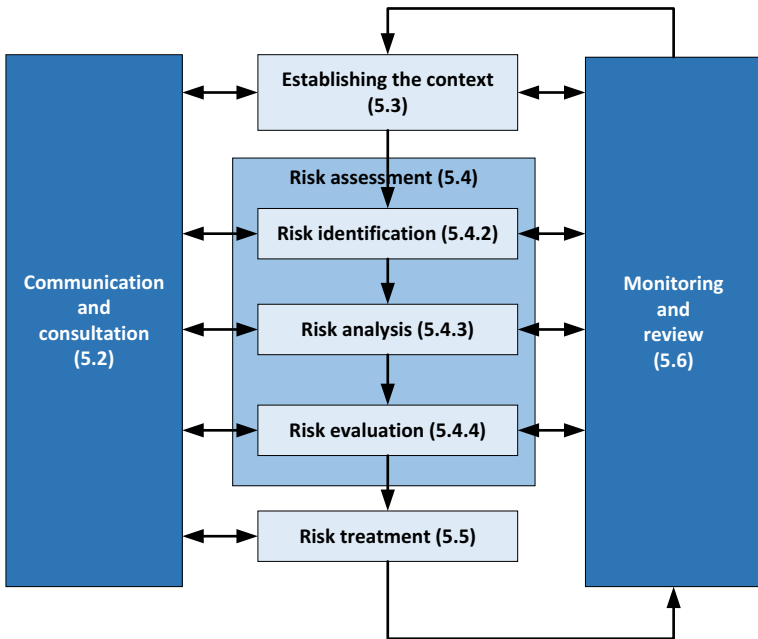 Establishing the context
(5.3)
Risk assessment (5.4)
Risk identification (5.4.2)
Communication
and
consultation
(5.2)
Risk analysis (5.4.3)
Monitoring
and
review
(5.6)
Risk evaluation (5.4.4)
Risk treatment (5.5)